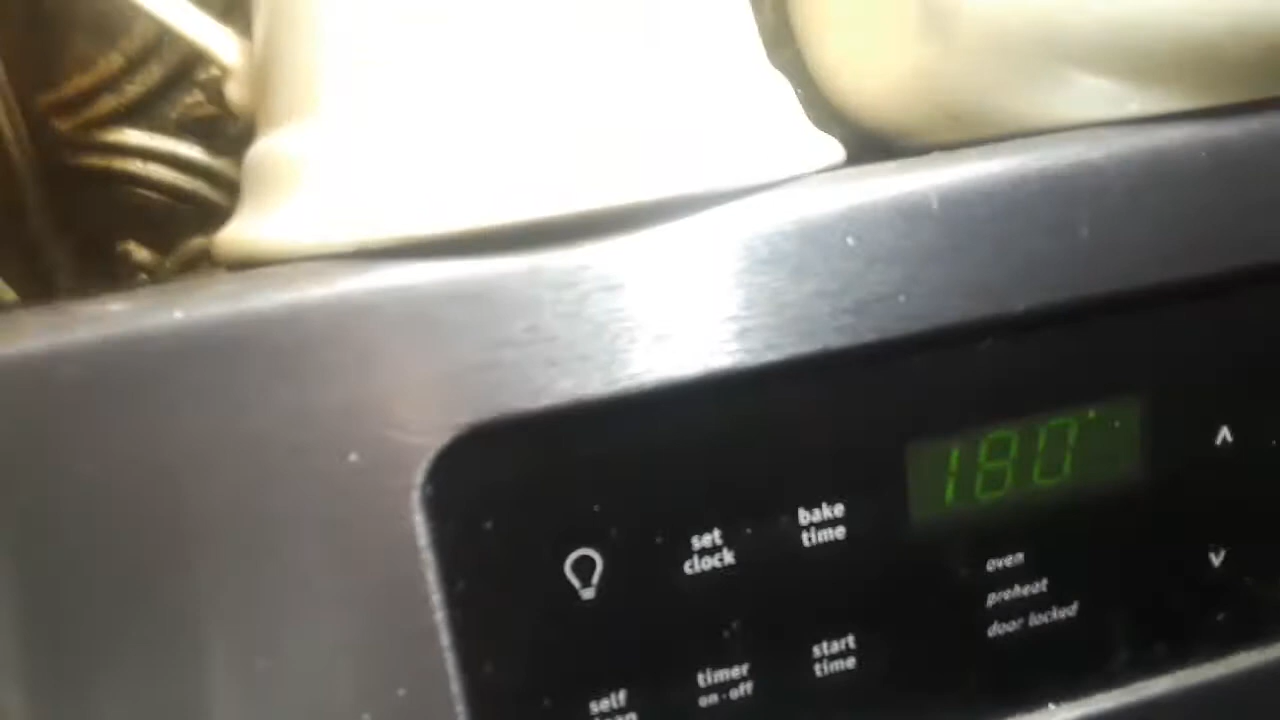 180°
bake
time
set
clock
oven
preheat
door locked
start
time
timer
on·off
self